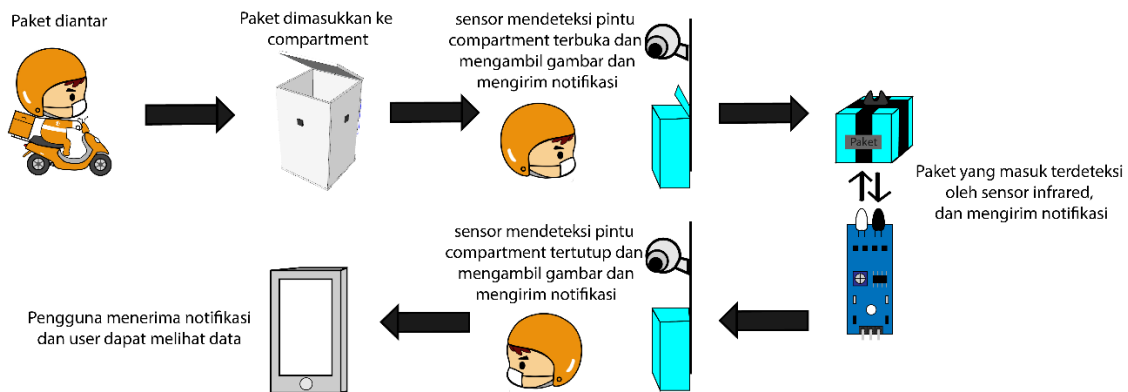 Paket diantar
Paket dimasukkan ke
compartment
sensor mendeteksi pintu
compartment terbuka dan
mengambil gambar dan
mengirim notifikasi
Paket
Paket yang masuk terdeteksi
oleh sensor infrared,
dan mengirim notifikasi
sensor mendeteksi pintu
compartment tertutup dan
mengambil gambar dan
mengirim notifikasi
Pengguna menerima notifikasi
dan user dapat melihat data